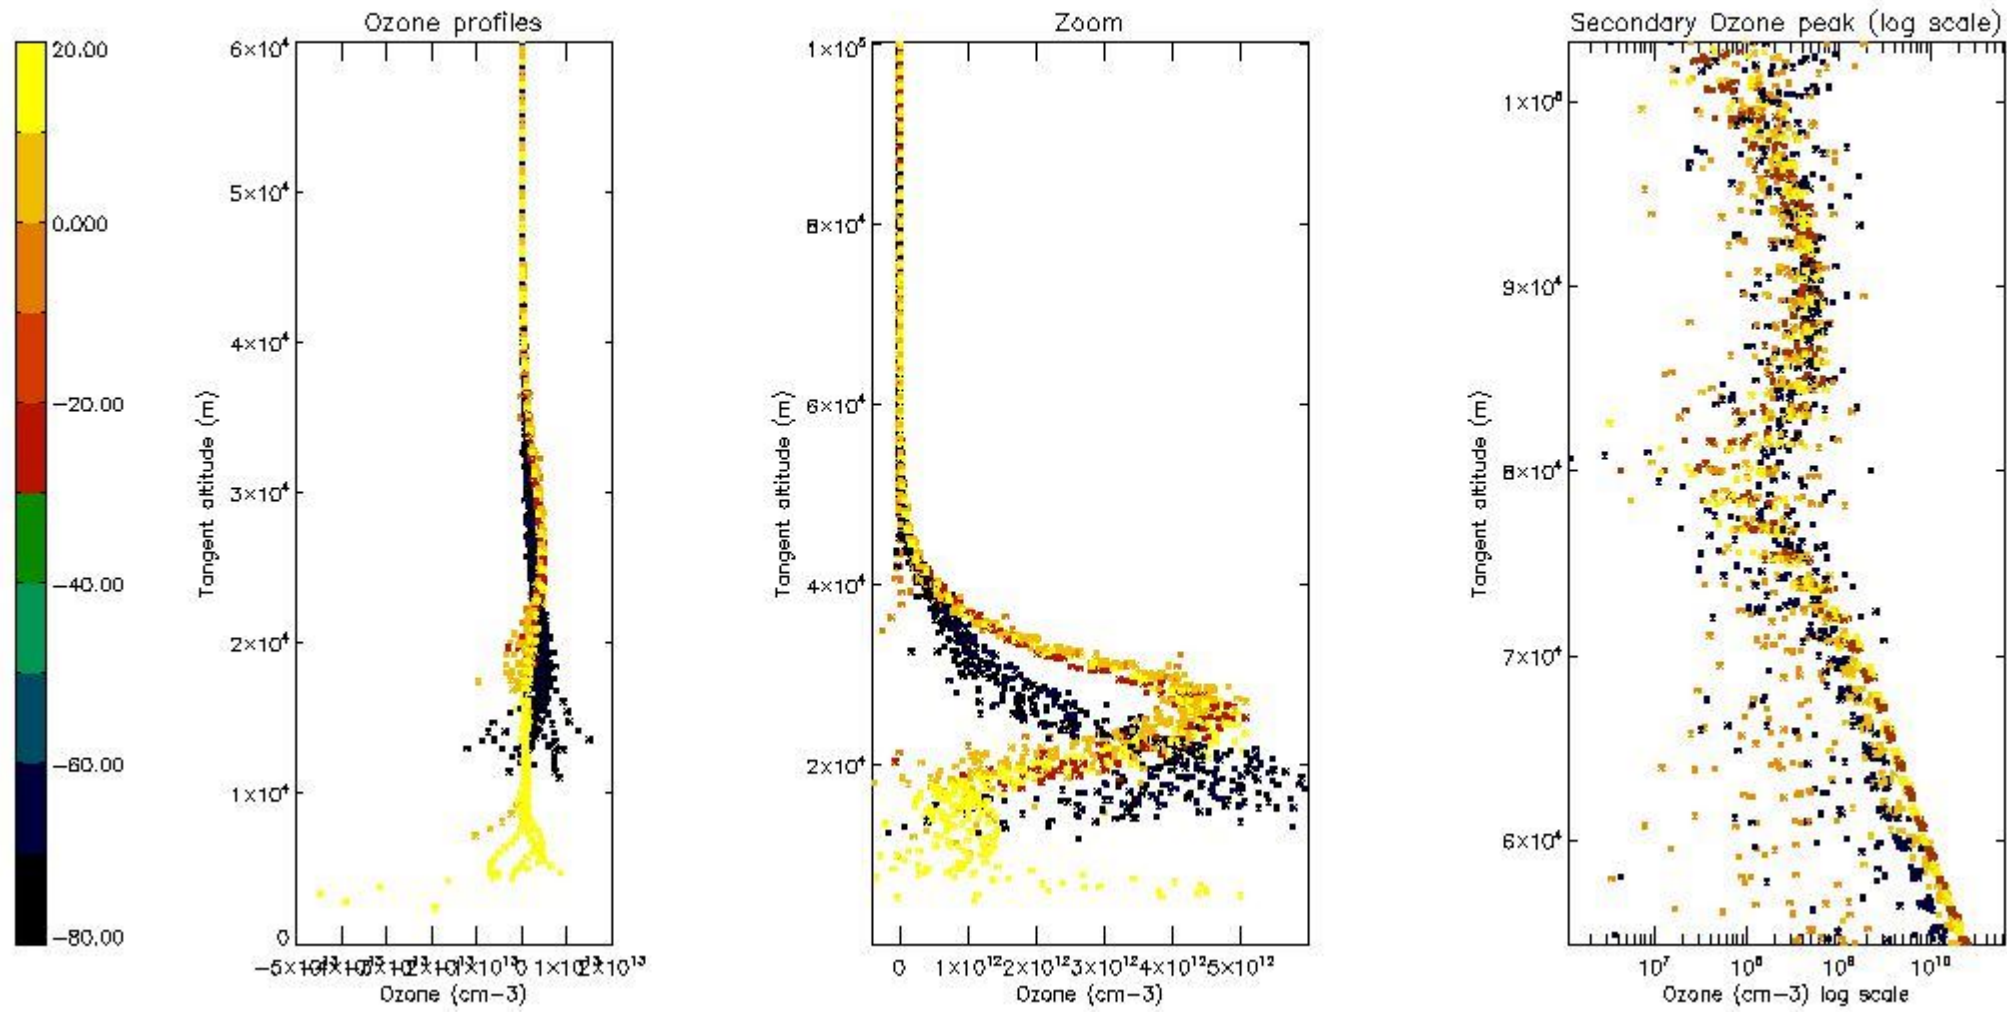 Ozone profiles
Zoom
Secondary Ozone peak (log scale)
20.00
0.000
−20.00
−40.00
−60.00
−80.00
6×10⁴
5×10⁴
4×10⁴
3×10⁴
2×10⁴
1×10⁴
0
Tangent altitude (m)
0 1×10¹³ 2×10¹³
Ozone (cm−3)
1×10⁵
8×10⁴
6×10⁴
4×10⁴
2×10⁴
Tangent altitude (m)
0 1×10¹² 2×10¹² 3×10¹² 4×10¹² 5×10¹²
Ozone (cm−3)
9×10⁴
8×10⁴
7×10⁴
6×10⁴
Tangent altitude (m)
10⁷ 10⁸ 10⁹ 10¹⁰
Ozone (cm−3) log scale